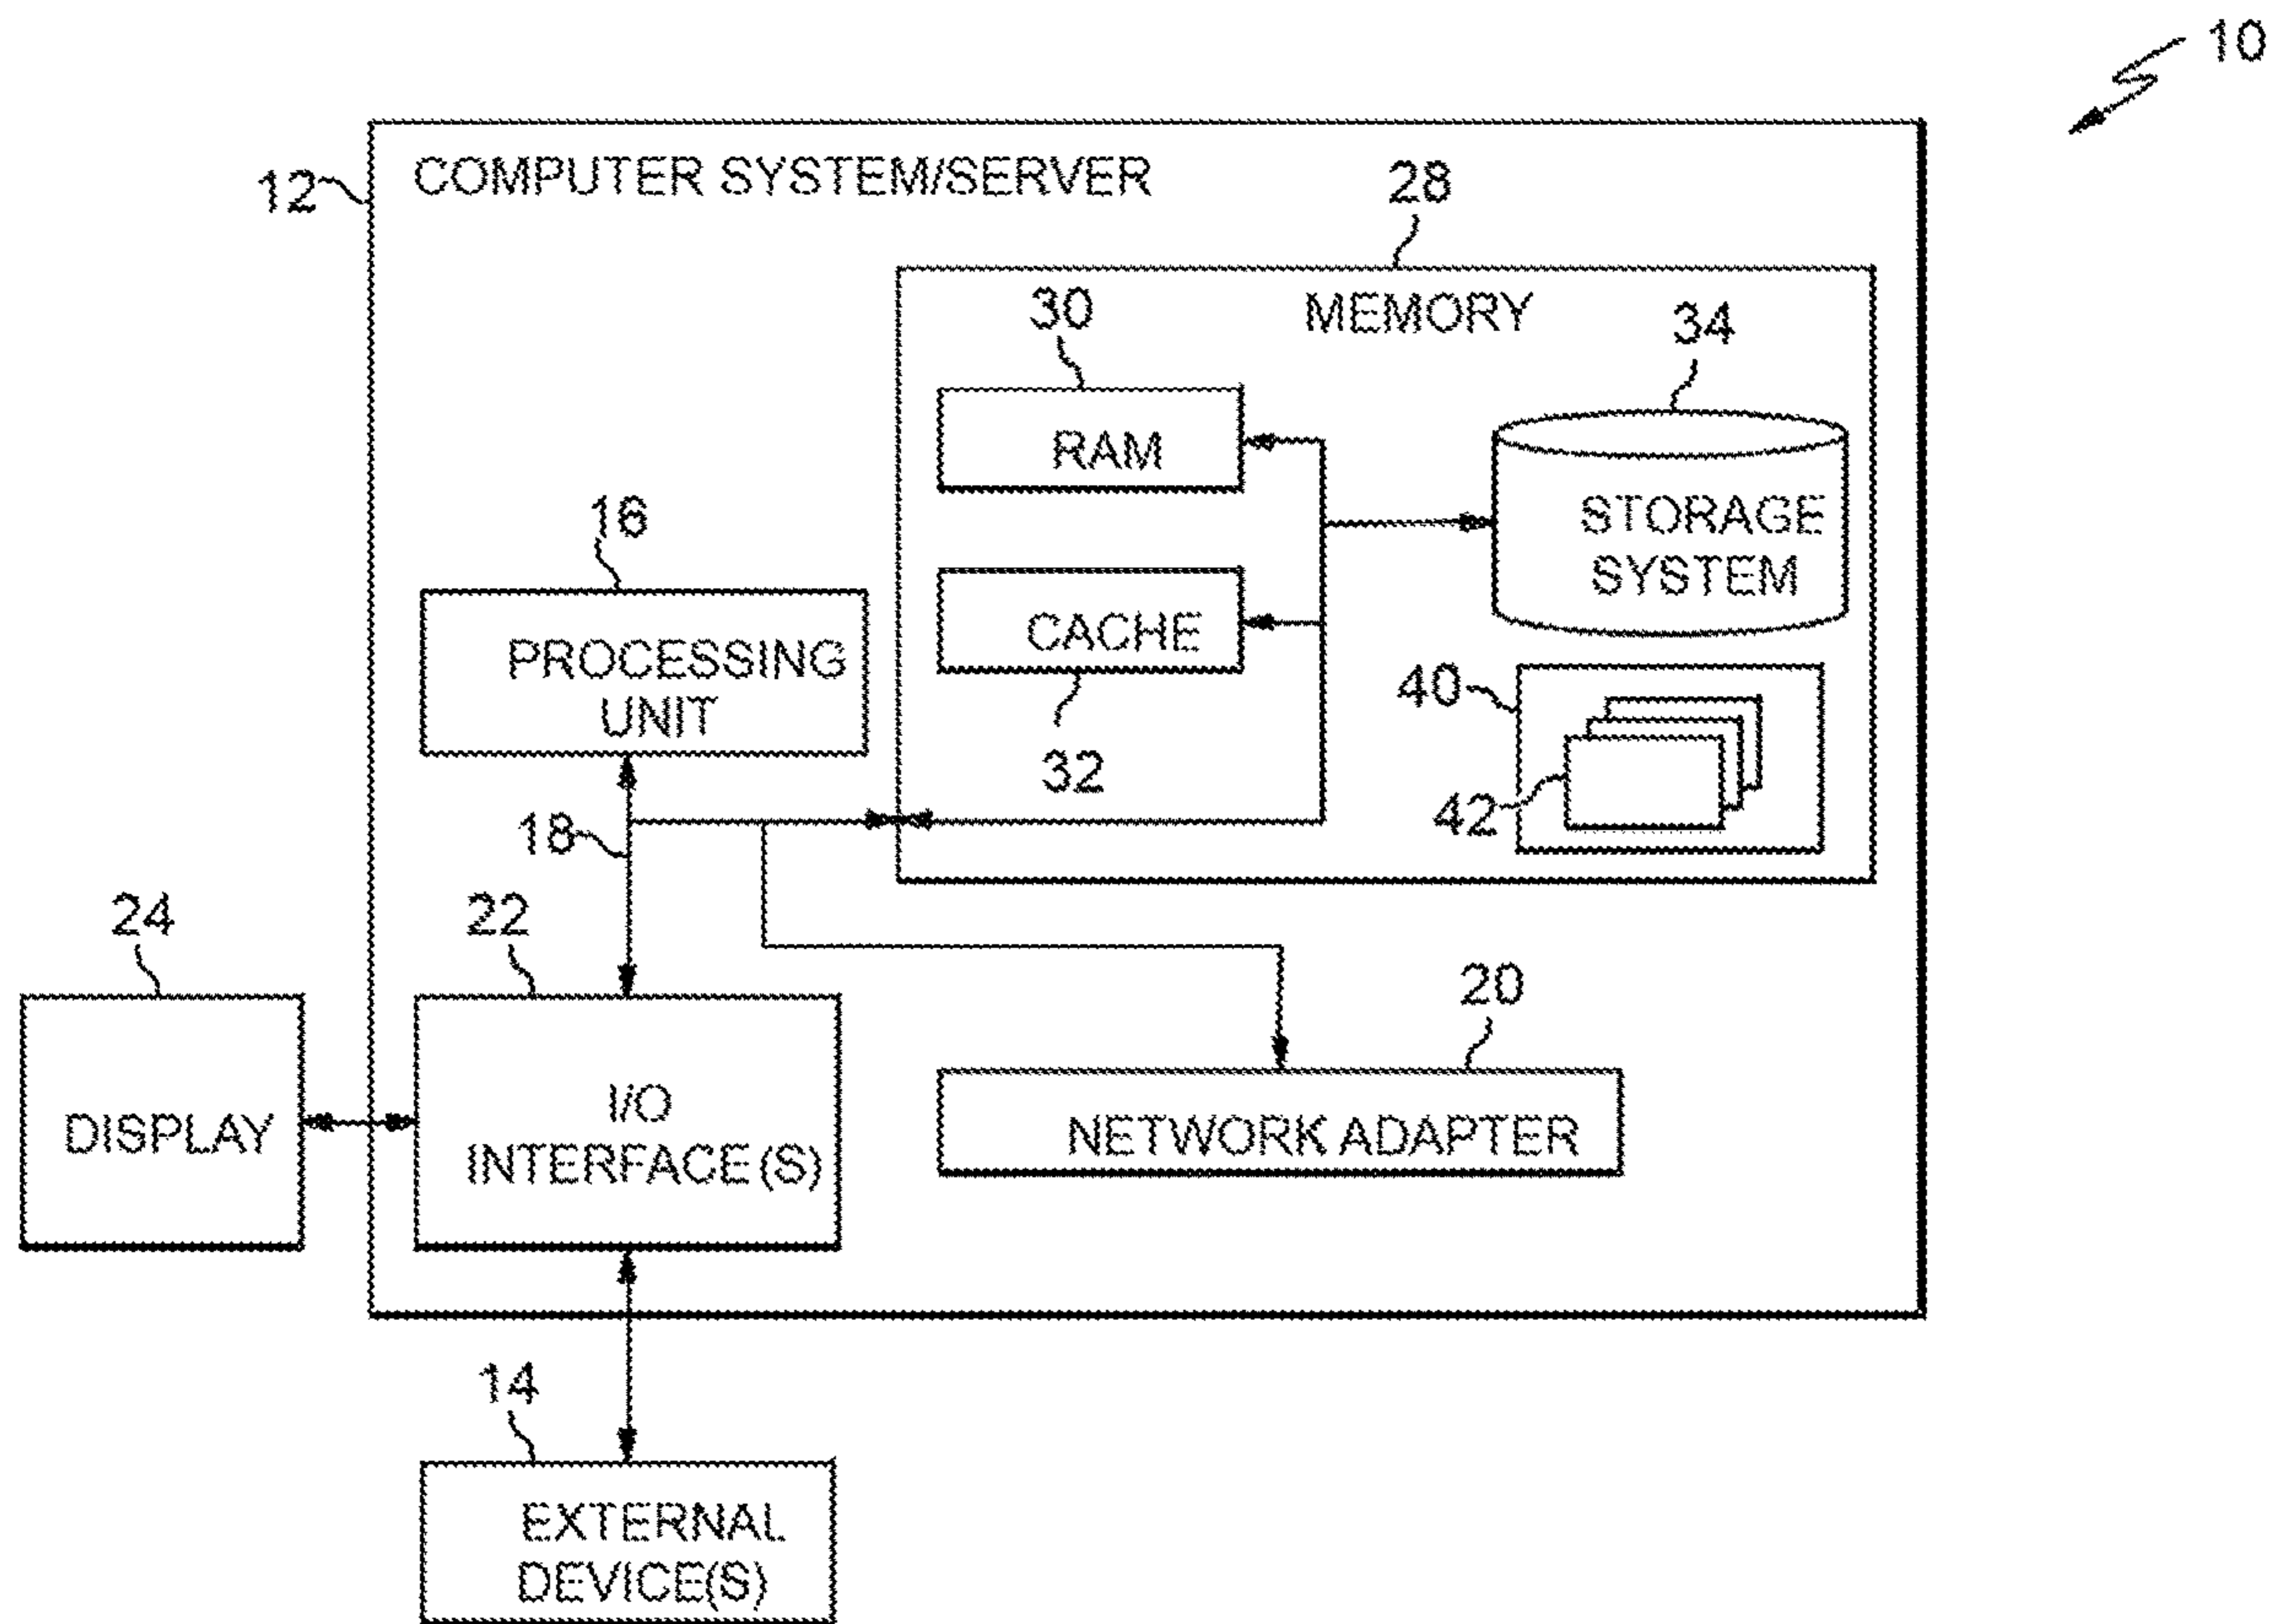 10
12
COMPUTER SYSTEM/SERVER
28
MEMORY
30
34
RAM
STORAGE
SYSTEM
16
CACHE
PROCESSING
UNIT
32
40
42
18
24
22
20
DISPLAY
I/O
INTERFACE(S)
NETWORK ADAPTER
14
EXTERNAL
DEVICE(S)